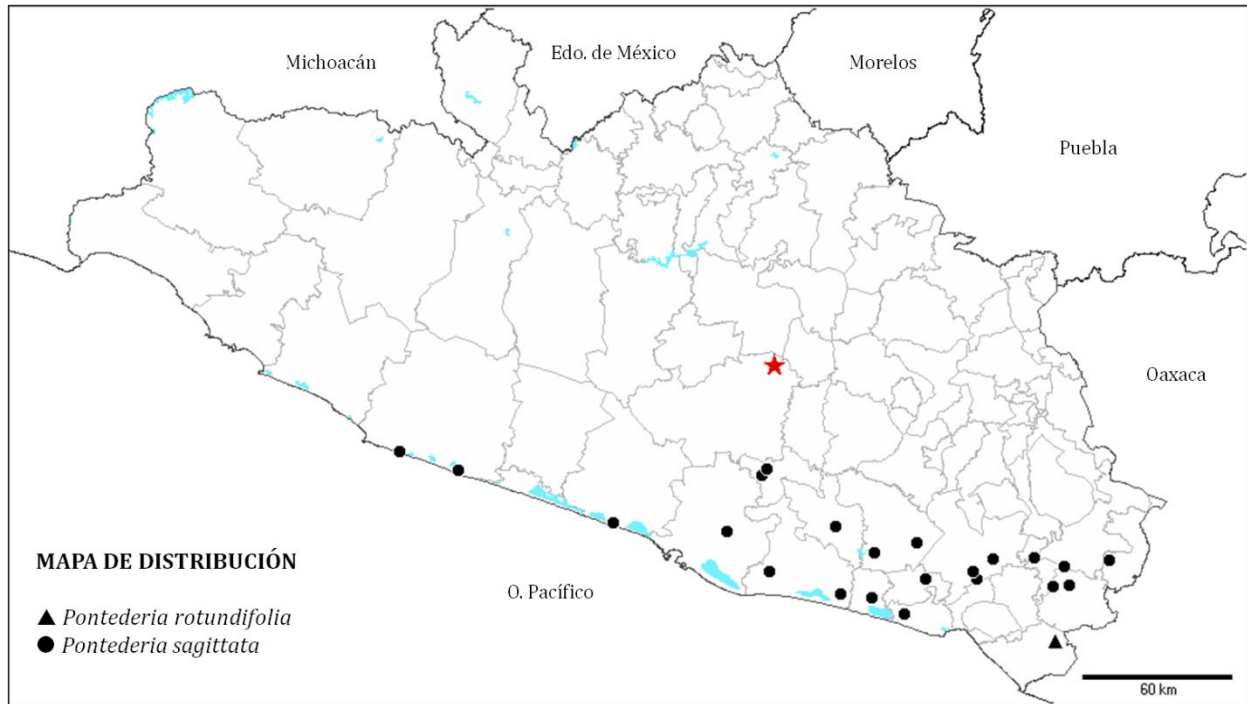 Michoacán
Edo. de México
Morelos
Puebla
Oaxaca
O. Pacífico
MAPA DE DISTRIBUCIÓN
Pontederia rotundifolia
Pontederia sagittata
60 km